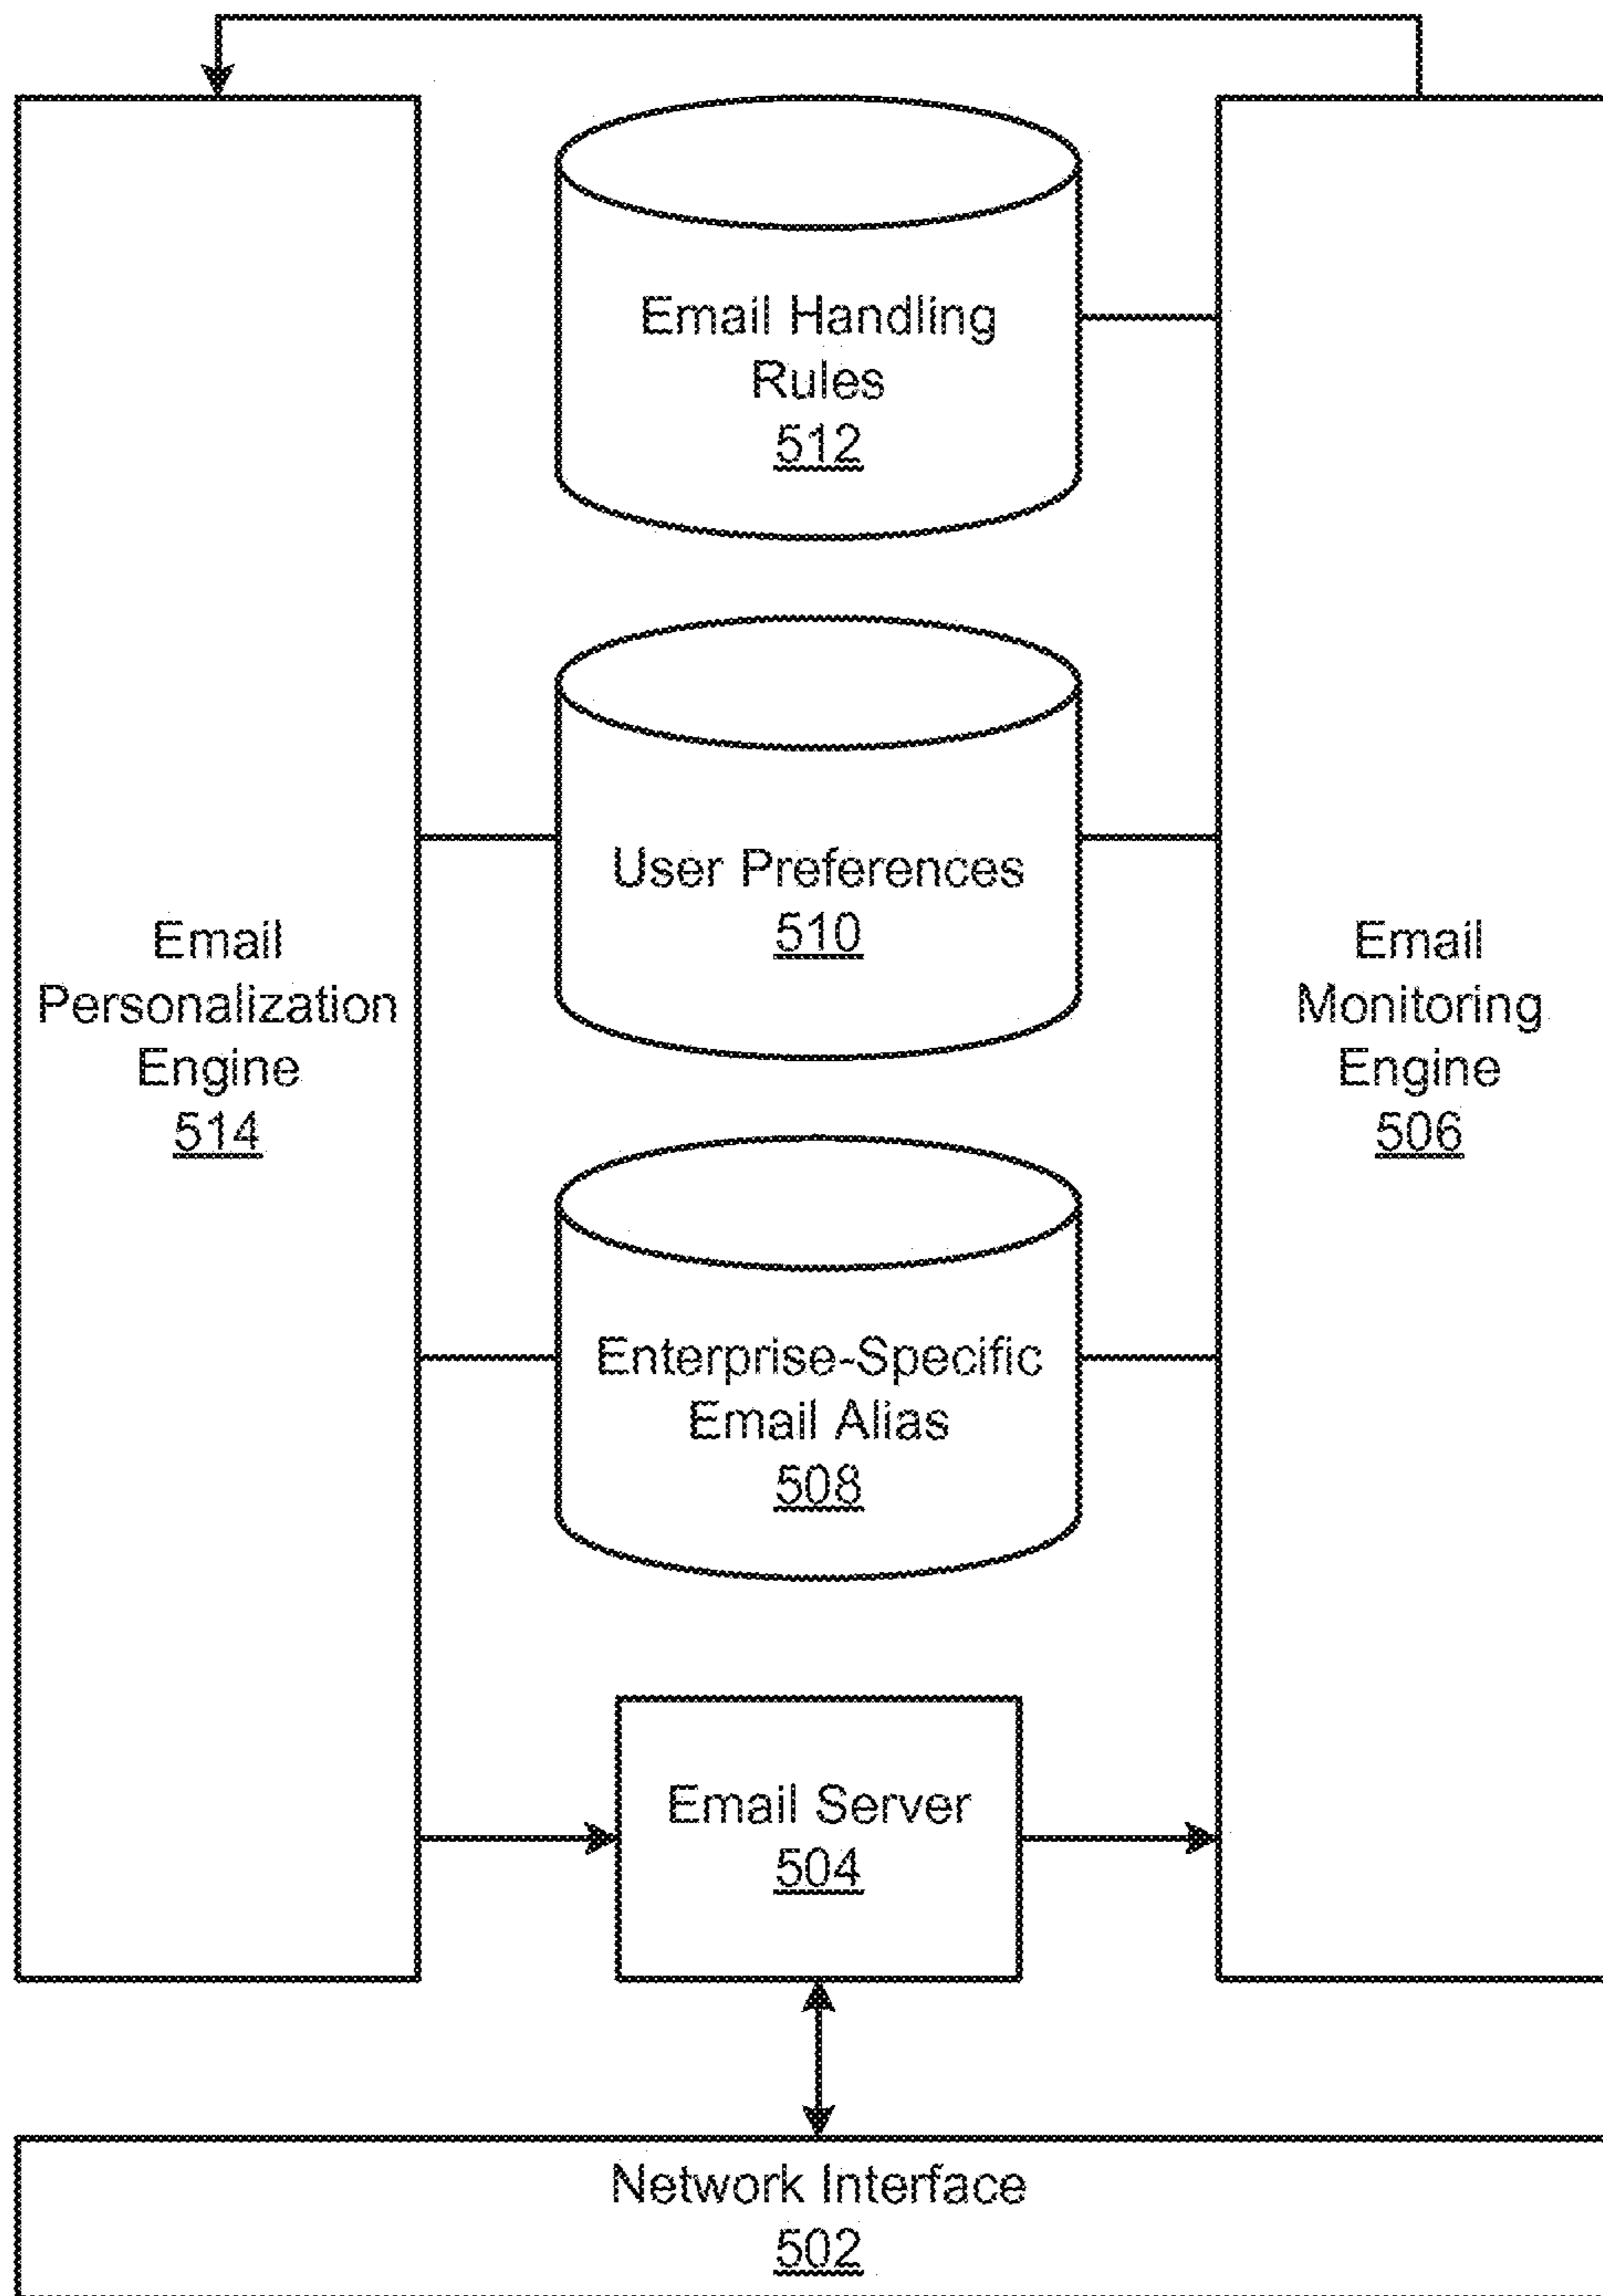 Email Handling
Rules
512
User Preferences
510
Email
Personalization
Engine
514
Email
Monitoring
Engine
506
Enterprise-Specific
Email Alias
508
Email Server
504
Network Interface
502